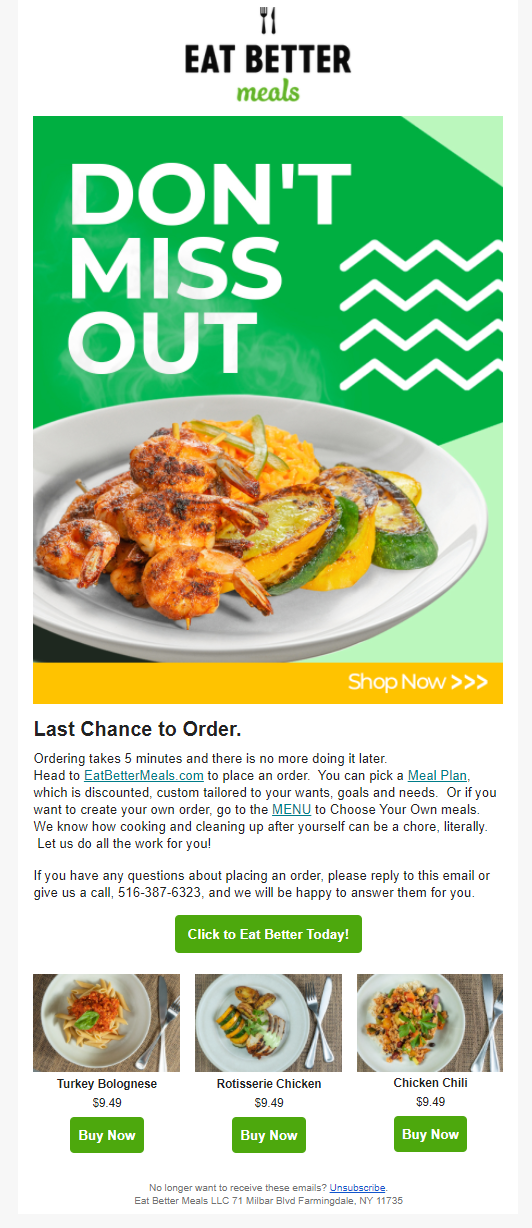 EAT BETTER
meals
DON'T
MISS
OUT
Shop Now >>>
Last Chance to Order.
Ordering takes 5 minutes and there is no more doing it later.
Head to EatBetterMeals.com to place an order.  You can pick a Meal Plan,
which is discounted, custom tailored to your wants, goals and needs.  Or if you
want to create your own order, go to the MENU to Choose Your Own meals.
We know how cooking and cleaning up after yourself can be a chore, literally.
Let us do all the work for you!
If you have any questions about placing an order, please reply to this email or
give us a call, 516-387-6323, and we will be happy to answer them for you.
Click to Eat Better Today!
Turkey Bolognese
$9.49
Buy Now
Rotisserie Chicken
$9.49
Buy Now
Chicken Chili
$9.49
Buy Now
No longer want to receive these emails? Unsubscribe.
Eat Better Meals LLC 71 Milbar Blvd Farmingdale, NY 11735